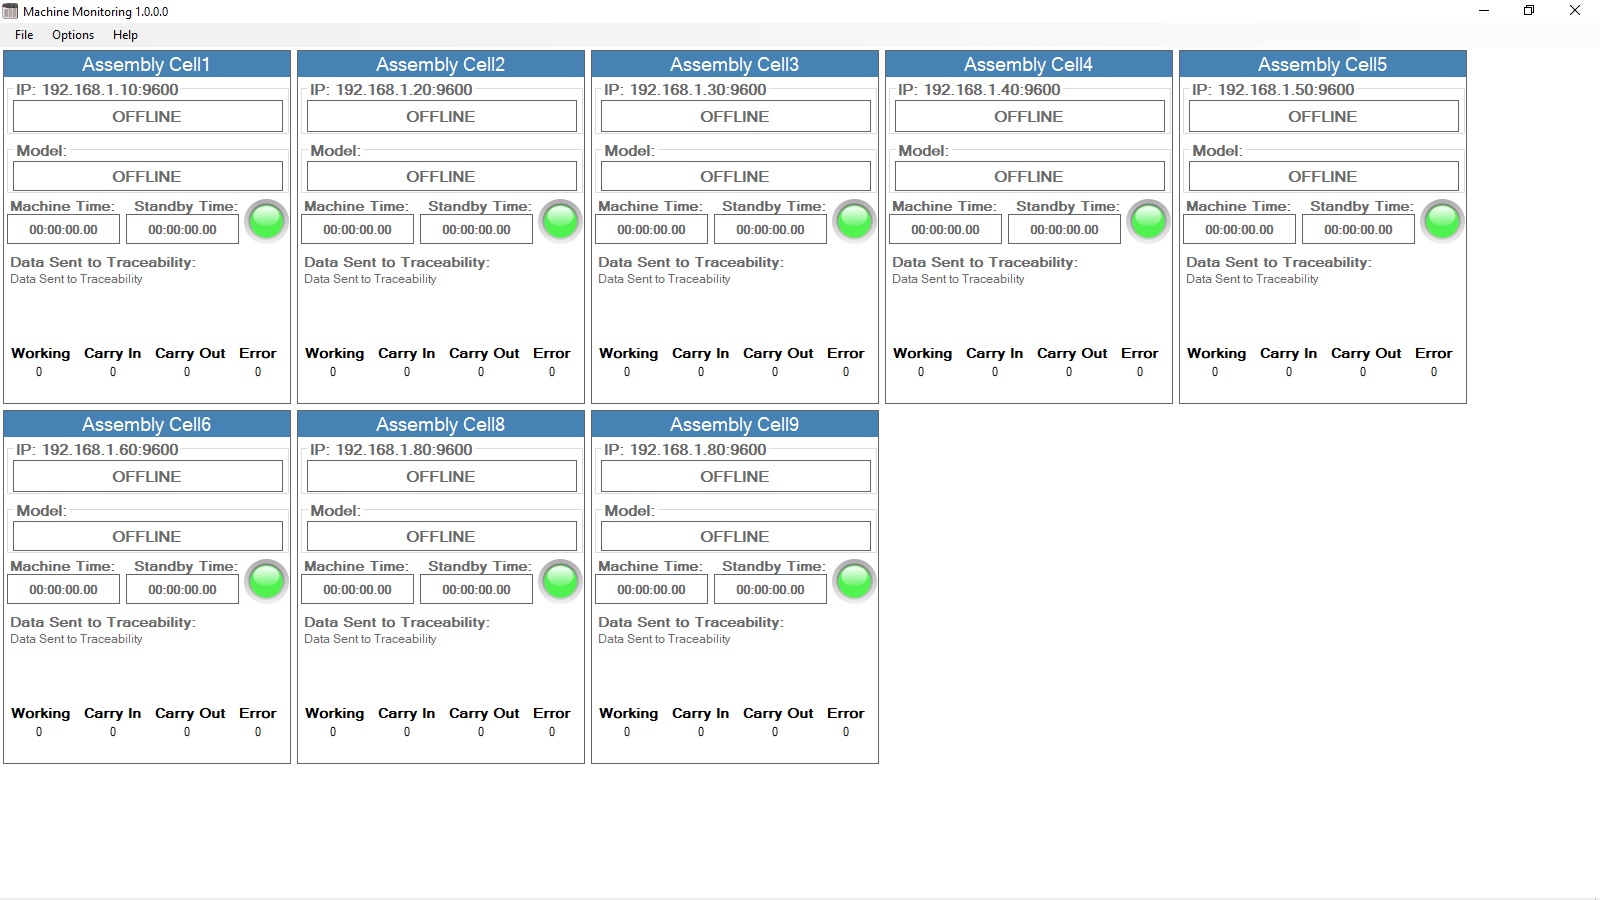 Machine Monitoring 1.0.0.0
File Options Help
Assembly Cell1
IP: 192.168.1.10:9600
OFFLINE
Model:
OFFLINE
Machine Time: Standby Time:
00:00:00.00 00:00:00.00
Data Sent to Traceability:
Data Sent to Traceability
Working Carry In Carry Out Error
0 0 0 0
Assembly Cell2
IP: 192.168.1.20:9600
OFFLINE
Model:
OFFLINE
Machine Time: Standby Time:
00:00:00.00 00:00:00.00
Data Sent to Traceability:
Data Sent to Traceability
Working Carry In Carry Out Error
0 0 0 0
Assembly Cell3
IP: 192.168.1.30:9600
OFFLINE
Model:
OFFLINE
Machine Time: Standby Time:
00:00:00.00 00:00:00.00
Data Sent to Traceability:
Data Sent to Traceability
Working Carry In Carry Out Error
0 0 0 0
Assembly Cell4
IP: 192.168.1.40:9600
OFFLINE
Model:
OFFLINE
Machine Time: Standby Time:
00:00:00.00 00:00:00.00
Data Sent to Traceability:
Data Sent to Traceability
Working Carry In Carry Out Error
0 0 0 0
Assembly Cell5
IP: 192.168.1.50:9600
OFFLINE
Model:
OFFLINE
Machine Time: Standby Time:
00:00:00.00 00:00:00.00
Data Sent to Traceability:
Data Sent to Traceability
Working Carry In Carry Out Error
0 0 0 0
Assembly Cell6
IP: 192.168.1.60:9600
OFFLINE
Model:
OFFLINE
Machine Time: Standby Time:
00:00:00.00 00:00:00.00
Data Sent to Traceability:
Data Sent to Traceability
Working Carry In Carry Out Error
0 0 0 0
Assembly Cell8
IP: 192.168.1.80:9600
OFFLINE
Model:
OFFLINE
Machine Time: Standby Time:
00:00:00.00 00:00:00.00
Data Sent to Traceability:
Data Sent to Traceability
Working Carry In Carry Out Error
0 0 0 0
Assembly Cell9
IP: 192.168.1.80:9600
OFFLINE
Model:
OFFLINE
Machine Time: Standby Time:
00:00:00.00 00:00:00.00
Data Sent to Traceability:
Data Sent to Traceability
Working Carry In Carry Out Error
0 0 0 0